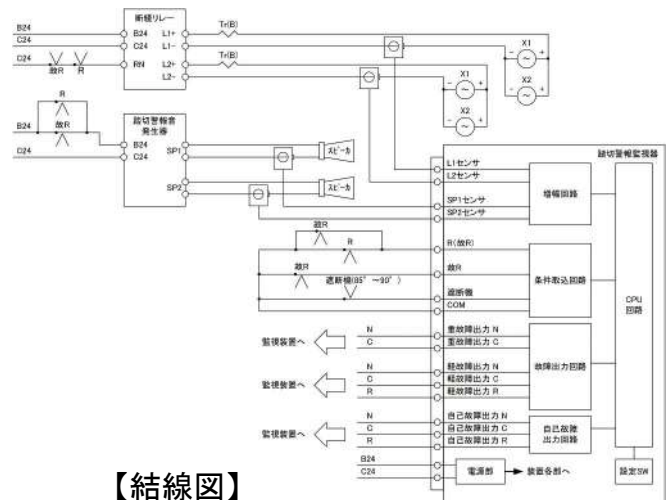 断続リレー
B24
C24
C24
B24
C24
RN
L1+
L1-
L2+
L2-
Tr(B)
Tr(B)
故R
R
X1
X2
X1
X2
R
故R
B24
C24
踏切警報音
発生器
B24
C24
SP1
SP2
スピーカ
スピーカ
踏切警報監視器
L1センサ
L2センサ
SP1センサ
SP2センサ
増幅回路
故R
R
故R
遮断機(85°~90°)
R(故R)
故R
遮断機
COM
条件取込回路
CPU
回路
監視装置へ
N
C
重故障出力 N
重故障出力 C
故障出力回路
監視装置へ
N
C
R
軽故障出力 N
軽故障出力 C
軽故障出力 R
監視装置へ
N
C
R
自己故障出力 N
自己故障出力 C
自己故障出力 R
自己故障
出力回路
B24
C24
電源部
装置各部へ
設定SW
【結線図】